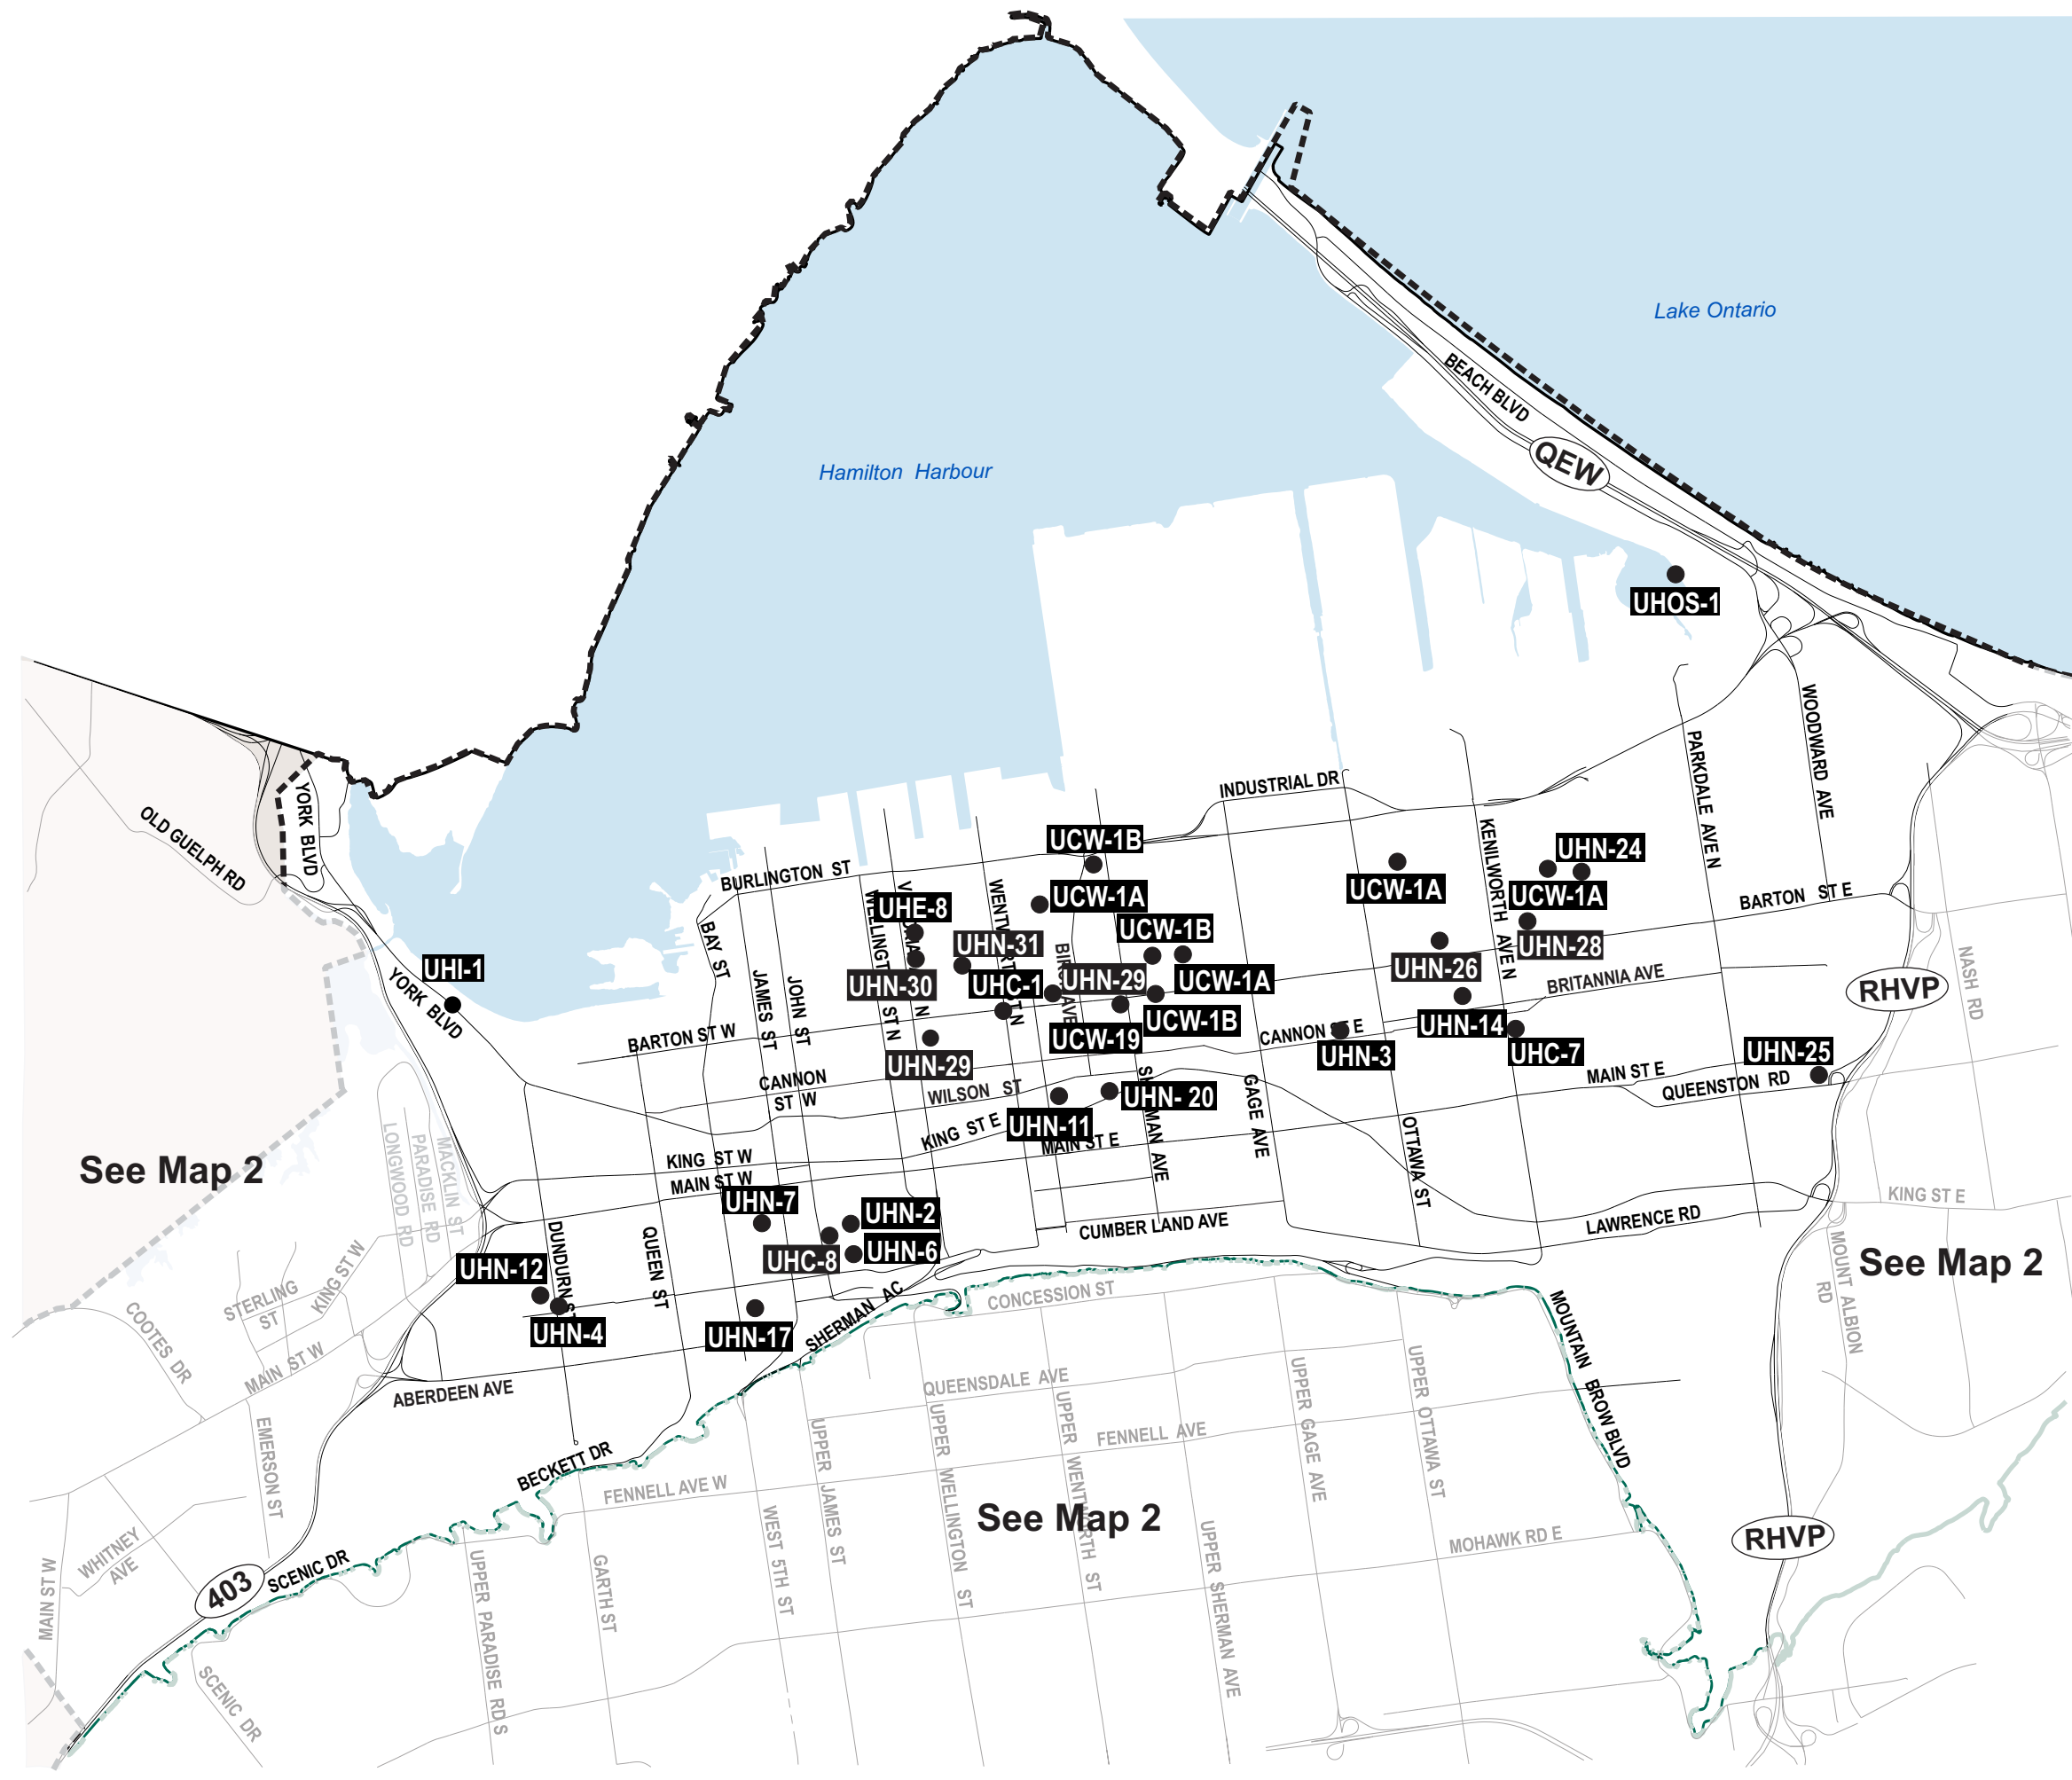 Lake Ontario
BEACH BLVD
QEW
Hamilton Harbour
UHOS-1
WOODWARD AVE
PARKDALE AVE N
INDUSTRIAL DR
YORK BLVD
OLD GUELPH RD
KENILWORTH AVE N
UCW-1B
UHN-24
BURLINGTON ST
UCW-1A
UCW-1A
UCW-1A
BARTON ST E
UHE-8
WELLINGTON ST N
WENTWORTH ST N
UCW-1B
UHN-31
UHN-28
BAY ST
UHI-1
YORK BLVD
UHN-30
UHC-1
UHN-29
UCW-1A
UHN-26
BRITANNIA AVE
NASH RD
RHVP
JAMES ST
JOHN ST
UCW-1B
UHN-14
BARTON ST W
UCW-19
CANNON ST E
UHN-3
UHC-7
UHN-25
UHN-29
CANNON
ST W
WILSON ST
UHN- 20
MAIN ST E
QUEENSTON RD
UHN-11
SHERMAN AVE
GAGE AVE
OTTAWA ST
KING ST E
MAIN ST E
LONGWOOD RD
PARADISE RD
MACKLIN ST
See Map 2
KING ST W
MAIN ST W
UHN-7
UHN-2
KING ST E
CUMBER LAND AVE
LAWRENCE RD
DUNDURN ST
QUEEN ST
UHC-8
UHN-6
UHN-12
STERLING
ST
KING ST W
MOUNT ALBION
RD
See Map 2
COOTES DR
UHN-4
UHN-17
SHERMAN AC
CONCESSION ST
MOUNTAIN BROW BLVD
MAIN ST W
ABERDEEN AVE
QUEENSDALE AVE
UPPER GAGE AVE
UPPER OTTAWA ST
EMERSON ST
BECKETT DR
UPPER JAMES ST
UPPER WELLINGTON ST
UPPER WENTWORTH ST
FENNELL AVE
FENNELL AVE W
See Map 2
WEST 5TH ST
UPPER SHERMAN AVE
MOHAWK RD E
RHVP
WHITNEY
AVE
MAIN ST W
403
SCENIC DR
UPPER PARADISE RD S
GARTH ST
SCENIC DR